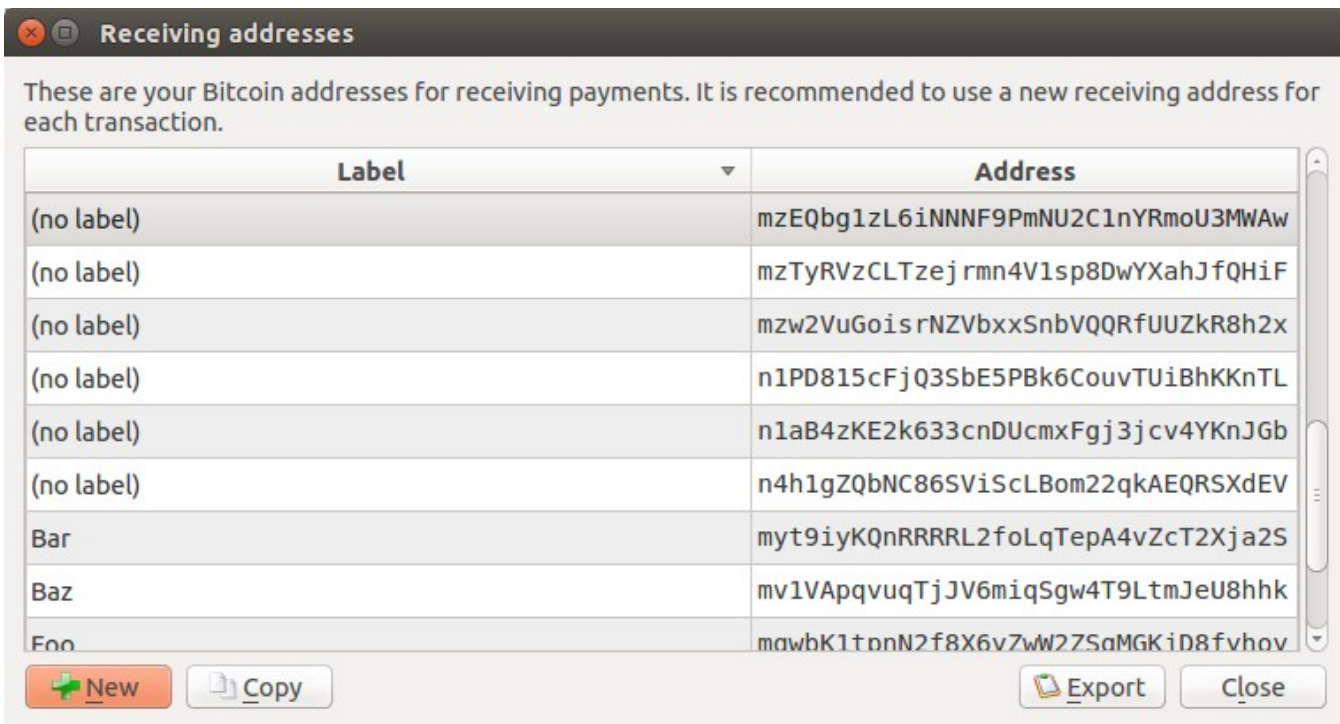 Receiving addresses
These are your Bitcoin addresses for receiving payments. It is recommended to use a new receiving address for
each transaction.
Label Address
(no label) mzEQbg1zL6iNNNF9PmNU2C1nYRmoU3MWAw
(no label) mzTyRVzCLTzejrmn4V1sp8DwYXahJfQHiF
(no label) mzw2VuGoisrNZVbxxSnbVQQRfUUZkR8h2x
(no label) n1PD815cFjQ3SbE5PBk6CouvTUiBhKKnTL
(no label) n1aB4zKE2k633cnDUcmxFgj3jcv4YKnJGb
(no label) n4h1gZQbNC86SViScLBom22qkAEQRSXdEV
Bar myt9iyKQnRRRRL2foLqTepA4vZcT2Xja2S
Baz mv1VApqvuqTjJV6miqSgw4T9LtmJeU8hhk
Foo
New Copy Export Close